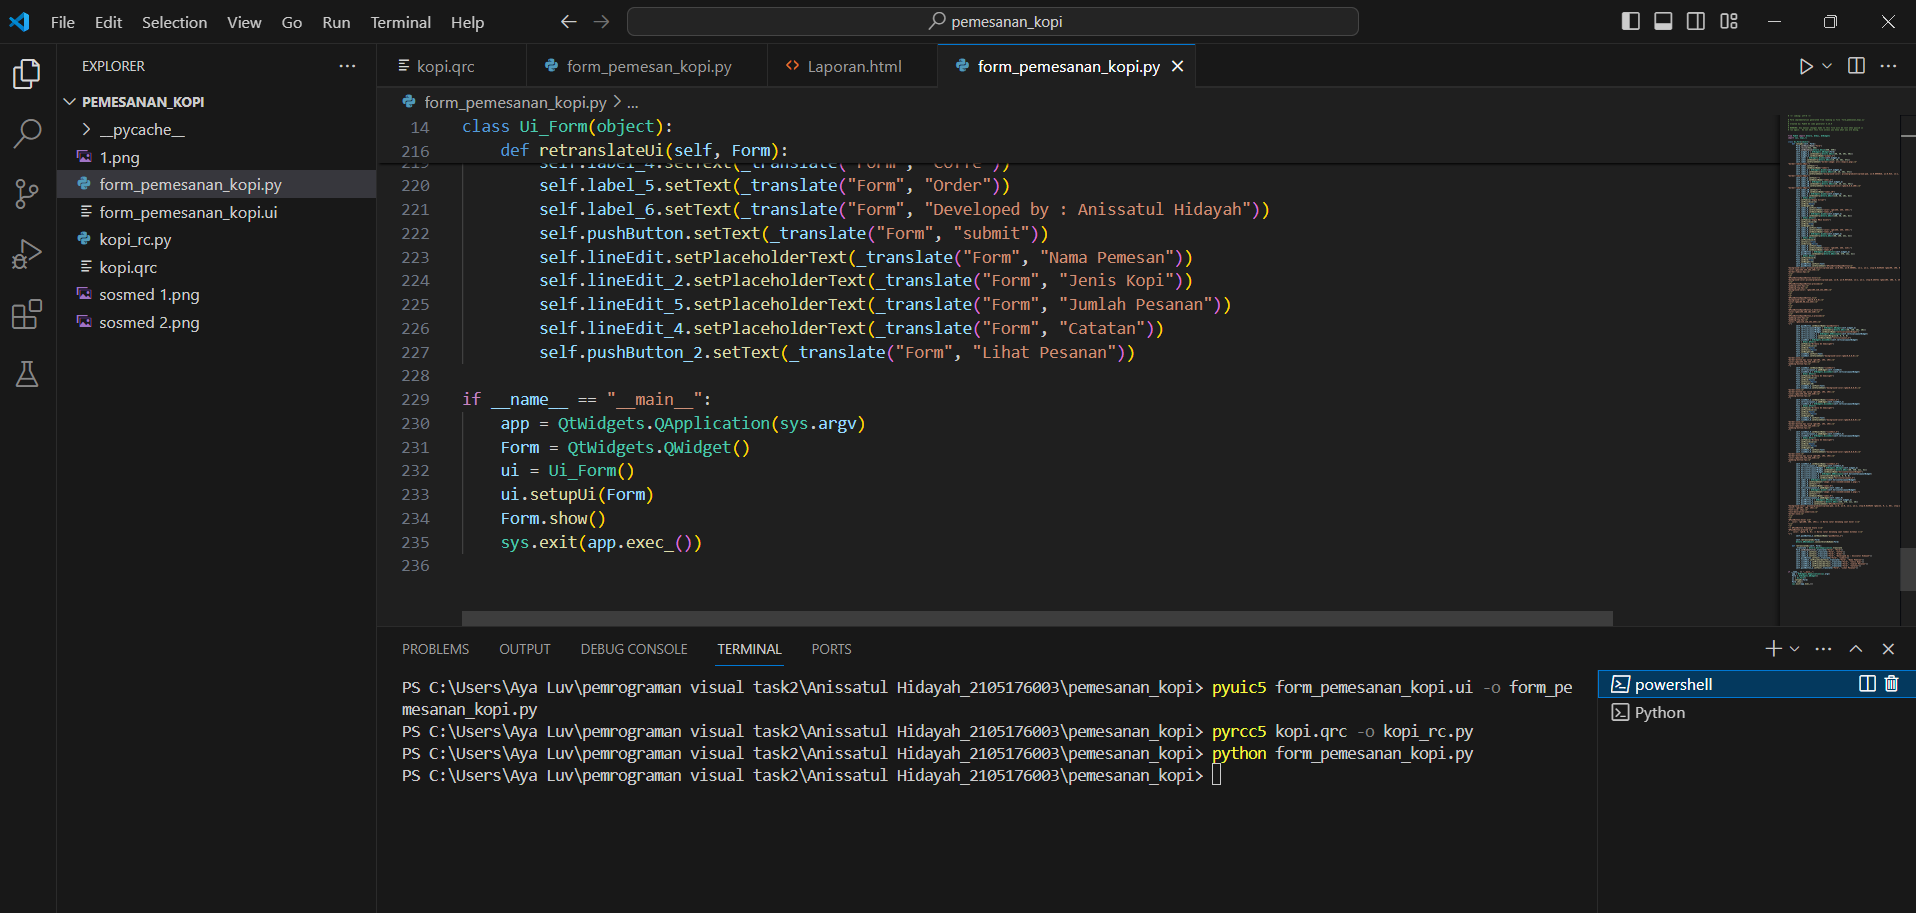 File Edit Selection View Go Run Terminal Help
pemesanan_kopi
EXPLORER
PEMESANAN_KOPI
__pycache__
1.png
form_pemesanan_kopi.py
form_pemesanan_kopi.ui
kopi_rc.py
kopi.qrc
sosmed 1.png
sosmed 2.png
kopi.qrc
form_pemesan_kopi.py
Laporan.html
form_pemesanan_kopi.py
form_pemesanan_kopi.py > ...
14 class Ui_Form(object):
216 def retranslateUi(self, Form):
220 self.label_5.setText(_translate("Form", "Order"))
221 self.label_6.setText(_translate("Form", "Developed by : Anissatul Hidayah"))
222 self.pushButton.setText(_translate("Form", "submit"))
223 self.lineEdit.setPlaceholderText(_translate("Form", "Nama Pemesan"))
224 self.lineEdit_2.setPlaceholderText(_translate("Form", "Jenis Kopi"))
225 self.lineEdit_5.setPlaceholderText(_translate("Form", "Jumlah Pesanan"))
226 self.lineEdit_4.setPlaceholderText(_translate("Form", "Catatan"))
227 self.pushButton_2.setText(_translate("Form", "Lihat Pesanan"))
228
229 if __name__ == "__main__":
230 app = QtWidgets.QApplication(sys.argv)
231 Form = QtWidgets.QWidget()
232 ui = Ui_Form()
233 ui.setupUi(Form)
234 Form.show()
235 sys.exit(app.exec_())
236
PROBLEMS OUTPUT DEBUG CONSOLE TERMINAL PORTS
PS C:\Users\Aya Luv\pemrograman visual task2\Anissatul Hidayah_2105176003\pemesanan_kopi> pyuic5 form_pemesanan_kopi.ui -o form_pe
mesanan_kopi.py
PS C:\Users\Aya Luv\pemrograman visual task2\Anissatul Hidayah_2105176003\pemesanan_kopi> pyrcc5 kopi.qrc -o kopi_rc.py
PS C:\Users\Aya Luv\pemrograman visual task2\Anissatul Hidayah_2105176003\pemesanan_kopi> python form_pemesanan_kopi.py
PS C:\Users\Aya Luv\pemrograman visual task2\Anissatul Hidayah_2105176003\pemesanan_kopi>
powershell
Python